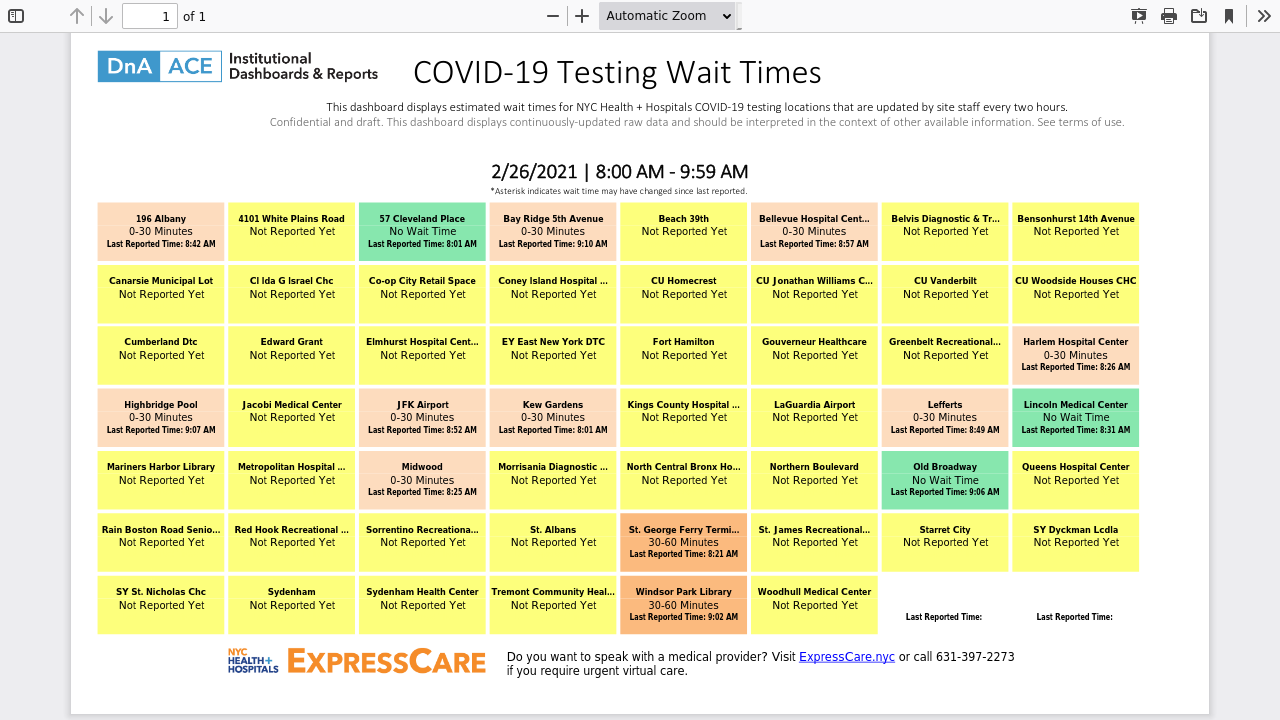 1 of 1 Automatic Zoom
DnA ACE Institutional
Dashboards & Reports
COVID-19 Testing Wait Times
This dashboard displays estimated wait times for NYC Health + Hospitals COVID-19 testing locations that are updated by site staff every two hours.
Confidential and draft. This dashboard displays continuously-updated raw data and should be interpreted in the context of other available information. See terms of use.
2/26/2021 | 8:00 AM - 9:59 AM
*Asterisk indicates wait time may have changed since last reported.
196 Albany 4101 White Plains Road 57 Cleveland Place Bay Ridge 5th Avenue Beach 39th Bellevue Hospital Cent... Belvis Diagnostic & Tr... Bensonhurst 14th Avenue
0-30 Minutes Not Reported Yet No Wait Time 0-30 Minutes Not Reported Yet 0-30 Minutes Not Reported Yet Not Reported Yet
Last Reported Time: 8:42 AM Last Reported Time: 8:01 AM Last Reported Time: 9:10 AM Last Reported Time: 8:57 AM
Canarsie Municipal Lot CI Ida G Israel Chc Co-op City Retail Space Coney Island Hospital ... CU Homecrest CU Jonathan Williams C... CU Vanderbilt CU Woodside Houses CHC
Not Reported Yet Not Reported Yet Not Reported Yet Not Reported Yet Not Reported Yet Not Reported Yet Not Reported Yet Not Reported Yet
Cumberland Dtc Edward Grant Elmhurst Hospital Cent... EY East New York DTC Fort Hamilton Gouverneur Healthcare Greenbelt Recreational... Harlem Hospital Center
Not Reported Yet Not Reported Yet Not Reported Yet Not Reported Yet Not Reported Yet Not Reported Yet Not Reported Yet 0-30 Minutes
Last Reported Time: 8:26 AM
Highbridge Pool Jacobi Medical Center JFK Airport Kew Gardens Kings County Hospital ... LaGuardia Airport Lefferts Lincoln Medical Center
0-30 Minutes Not Reported Yet 0-30 Minutes 0-30 Minutes Not Reported Yet Not Reported Yet 0-30 Minutes No Wait Time
Last Reported Time: 9:07 AM Last Reported Time: 8:52 AM Last Reported Time: 8:01 AM Last Reported Time: 8:49 AM Last Reported Time: 8:31 AM
Mariners Harbor Library Metropolitan Hospital ... Midwood Morrisania Diagnostic ... North Central Bronx Ho... Northern Boulevard Old Broadway Queens Hospital Center
Not Reported Yet Not Reported Yet 0-30 Minutes Not Reported Yet Not Reported Yet Not Reported Yet No Wait Time Not Reported Yet
Last Reported Time: 8:25 AM Last Reported Time: 9:06 AM
Rain Boston Road Senio... Red Hook Recreational ... Sorrentino Recreationa... St. Albans St. George Ferry Termi... St. James Recreational... Starret City SY Dyckman Lcdla
Not Reported Yet Not Reported Yet Not Reported Yet Not Reported Yet 30-60 Minutes Not Reported Yet Not Reported Yet Not Reported Yet
Last Reported Time: 8:21 AM
SY St. Nicholas Chc Sydenham Sydenham Health Center Tremont Community Heal... Windsor Park Library Woodhull Medical Center
Not Reported Yet Not Reported Yet Not Reported Yet Not Reported Yet 30-60 Minutes Not Reported Yet
Last Reported Time: 9:02 AM Last Reported Time: Last Reported Time:
NYC HEALTH+ HOSPITALS EXPRESSCARE
Do you want to speak with a medical provider? Visit ExpressCare.nyc or call 631-397-2273
if you require urgent virtual care.